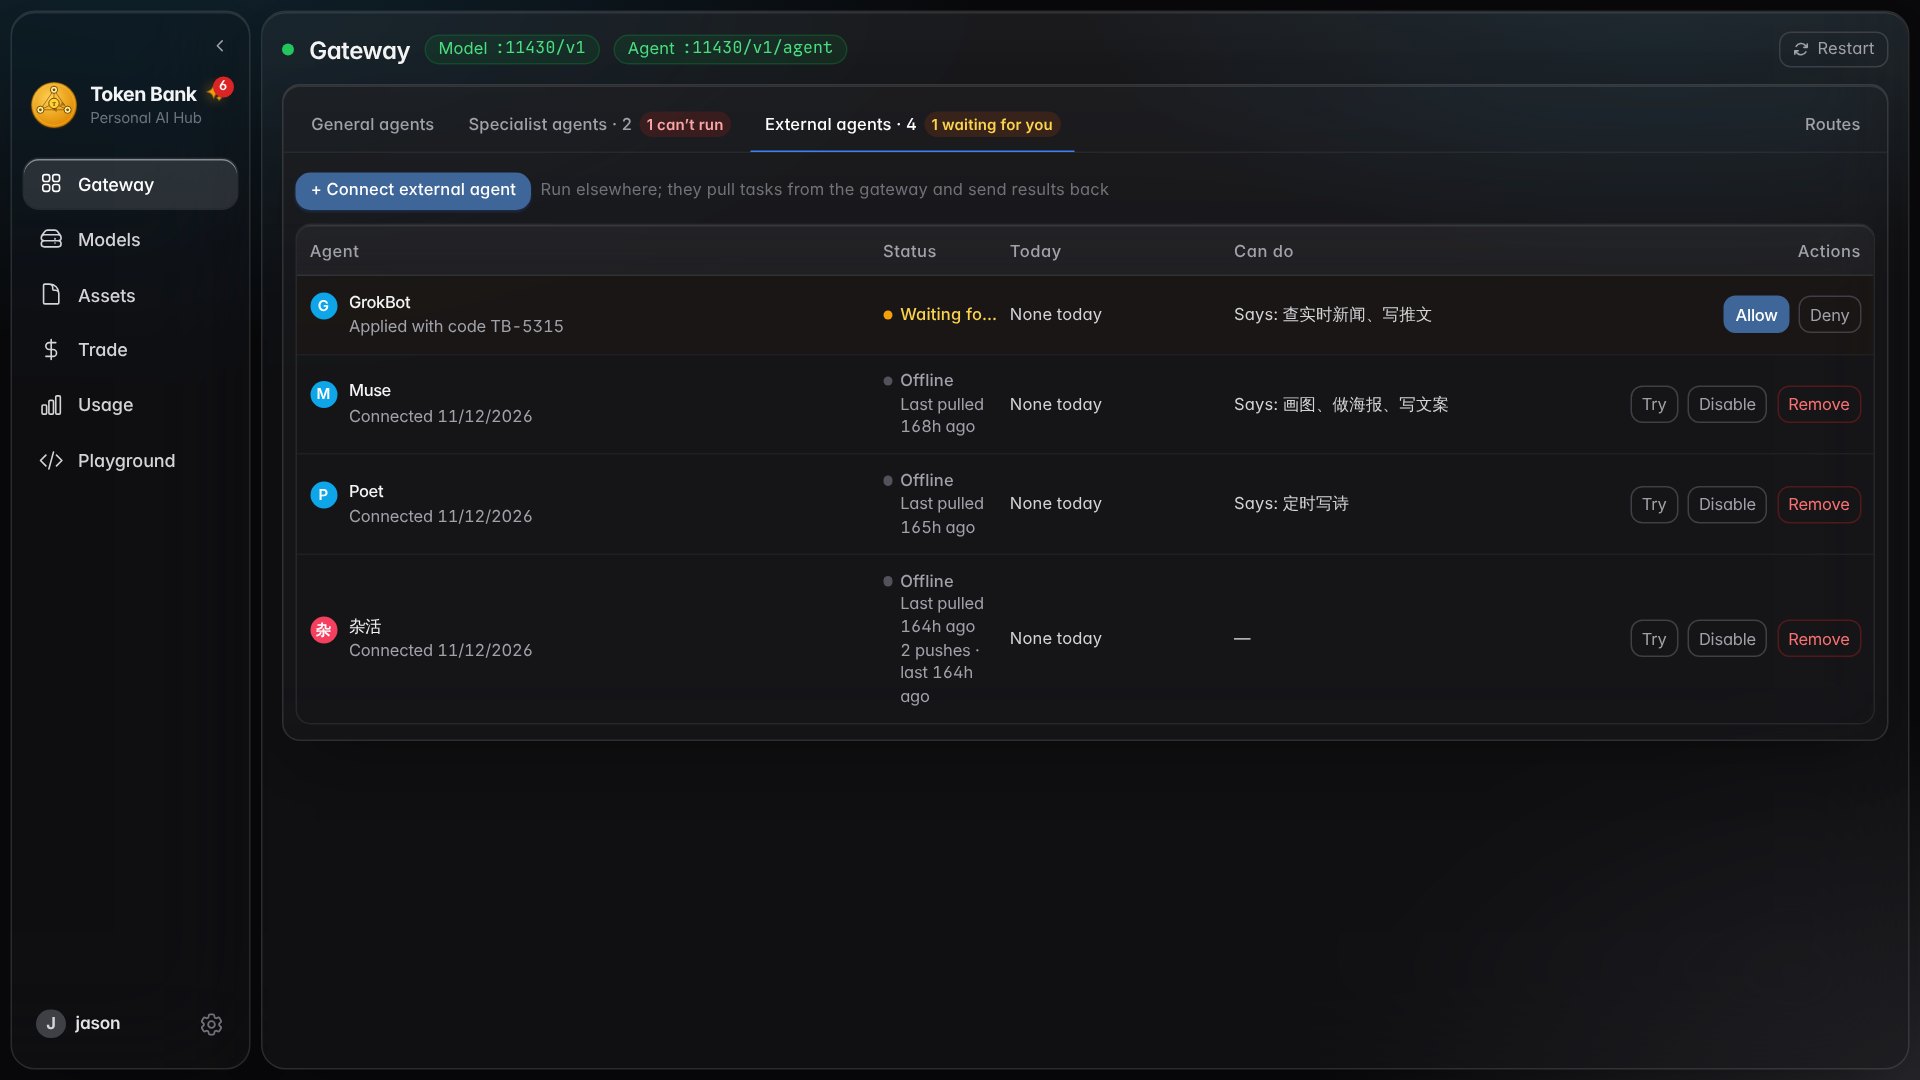 Token Bank
6
Personal AI Hub
Gateway
Models
Assets
Trade
Usage
Playground
J jason
Gateway
Model :11430/v1
Agent :11430/v1/agent
Restart
General agents
Specialist agents · 2
1 can't run
External agents · 4
1 waiting for you
Routes
+ Connect external agent
Run elsewhere; they pull tasks from the gateway and send results back
Agent Status Today Can do Actions
G
GrokBot
Applied with code TB-5315
Waiting fo...
None today
Says: 查实时新闻、写推文
Allow
Deny
M
Muse
Connected 11/12/2026
Offline
Last pulled
168h ago
None today
Says: 画图、做海报、写文案
Try
Disable
Remove
P
Poet
Connected 11/12/2026
Offline
Last pulled
165h ago
None today
Says: 定时写诗
Try
Disable
Remove
杂
杂活
Connected 11/12/2026
Offline
Last pulled
164h ago
2 pushes ·
last 164h
ago
None today
—
Try
Disable
Remove